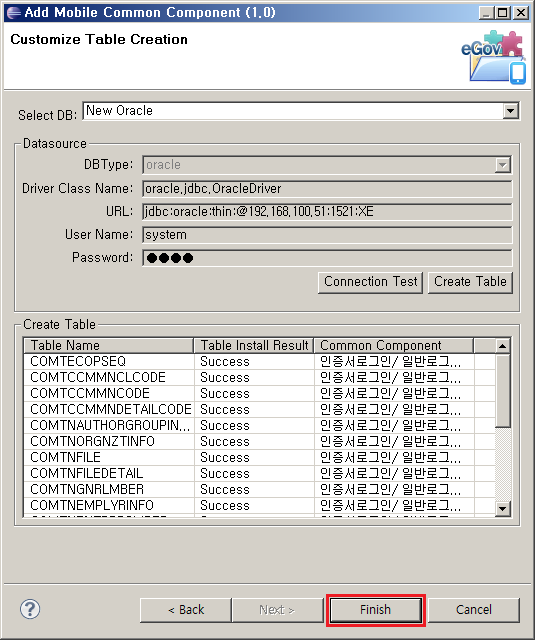 Add Mobile Common Component (1.0)
Customize Table Creation
eGov
Select DB: New Oracle
Datasource
DBType: oracle
Driver Class Name: oracle.jdbc.OracleDriver
URL: jdbc:oracle:thin:@192.168.100.51:1521:XE
User Name: system
Password: ●●●●
Connection Test Create Table
Create Table
Table Name Table Install Result Common Component
COMTECOPSEQ Success 인증서로그인/ 일반로그...
COMTCCMMNCLCODE Success 인증서로그인/ 일반로그...
COMTCCMMNCODE Success 인증서로그인/ 일반로그...
COMTCCMMNDETAILCODE Success 인증서로그인/ 일반로그...
COMTNAUTHORGROUPIN... Success 인증서로그인/ 일반로그...
COMTNORGNZTINFO Success 인증서로그인/ 일반로그...
COMTNFILE Success 인증서로그인/ 일반로그...
COMTNFILEDETAIL Success 인증서로그인/ 일반로그...
COMTNGNRLMBER Success 인증서로그인/ 일반로그...
COMTNEMPLYRINFO Success 인증서로그인/ 일반로그...
? < Back Next > Finish Cancel